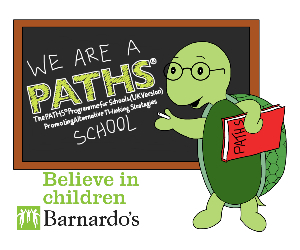 WE ARE A
PATHS®
The PATHS® Programme for Schools (UK Version)
Promoting Alternative THinking Strategies
SCHOOL
PATHS
Believe in
children
Barnardo's